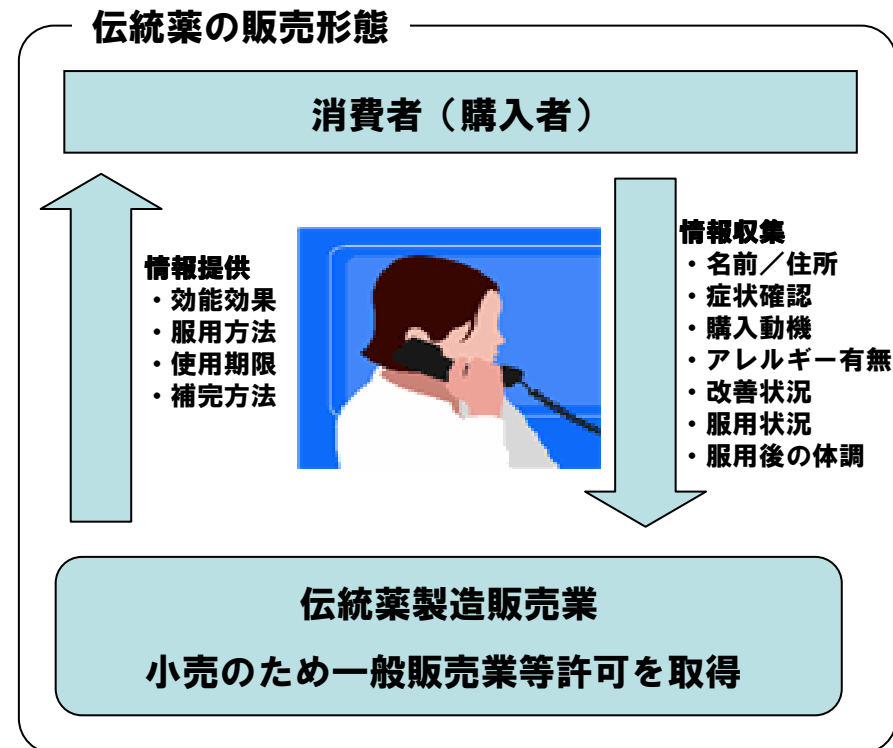 伝統薬の販売形態
消費者（購入者）
情報提供
・効能効果
・服用方法
・使用期限
・補完方法
情報収集
・名前／住所
・症状確認
・購入動機
・アレルギー有無
・改善状況
・服用状況
・服用後の体調
伝統薬製造販売業
小売のため一般販売業等許可を取得